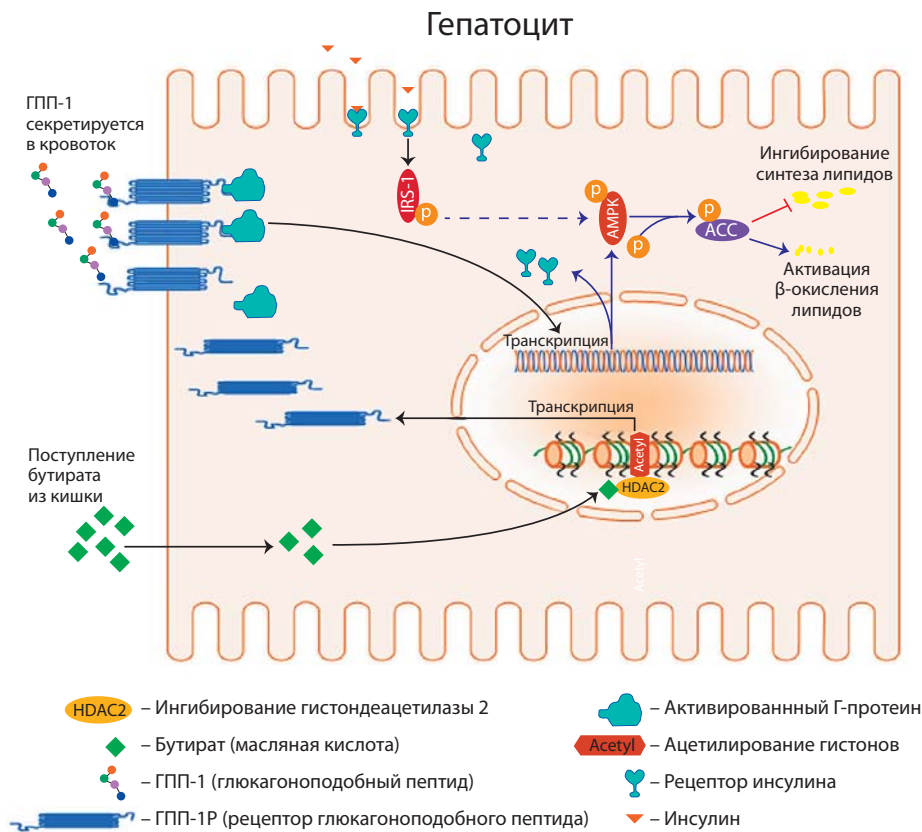 Гепатоцит
ГПП-1
секретируется
в кровоток
IRS-1
P
P
AMPK
P
P
ACC
Ингибирование
синтеза липидов
Активация
β-окисления
липидов
Транскрипция
Транскрипция
Acetyl
HDAC2
Поступление
бутирата
из кишки
Acetyl
HDAC2 – Ингибирование гистондеацетилазы 2
– Бутират (масляная кислота)
– ГПП-1 (глюкагоноподобный пептид)
– ГПП-1Р (рецептор глюкагоноподобного пептида)
– Активированнный Г-протеин
Acetyl – Ацетилирование гистонов
– Рецептор инсулина
– Инсулин